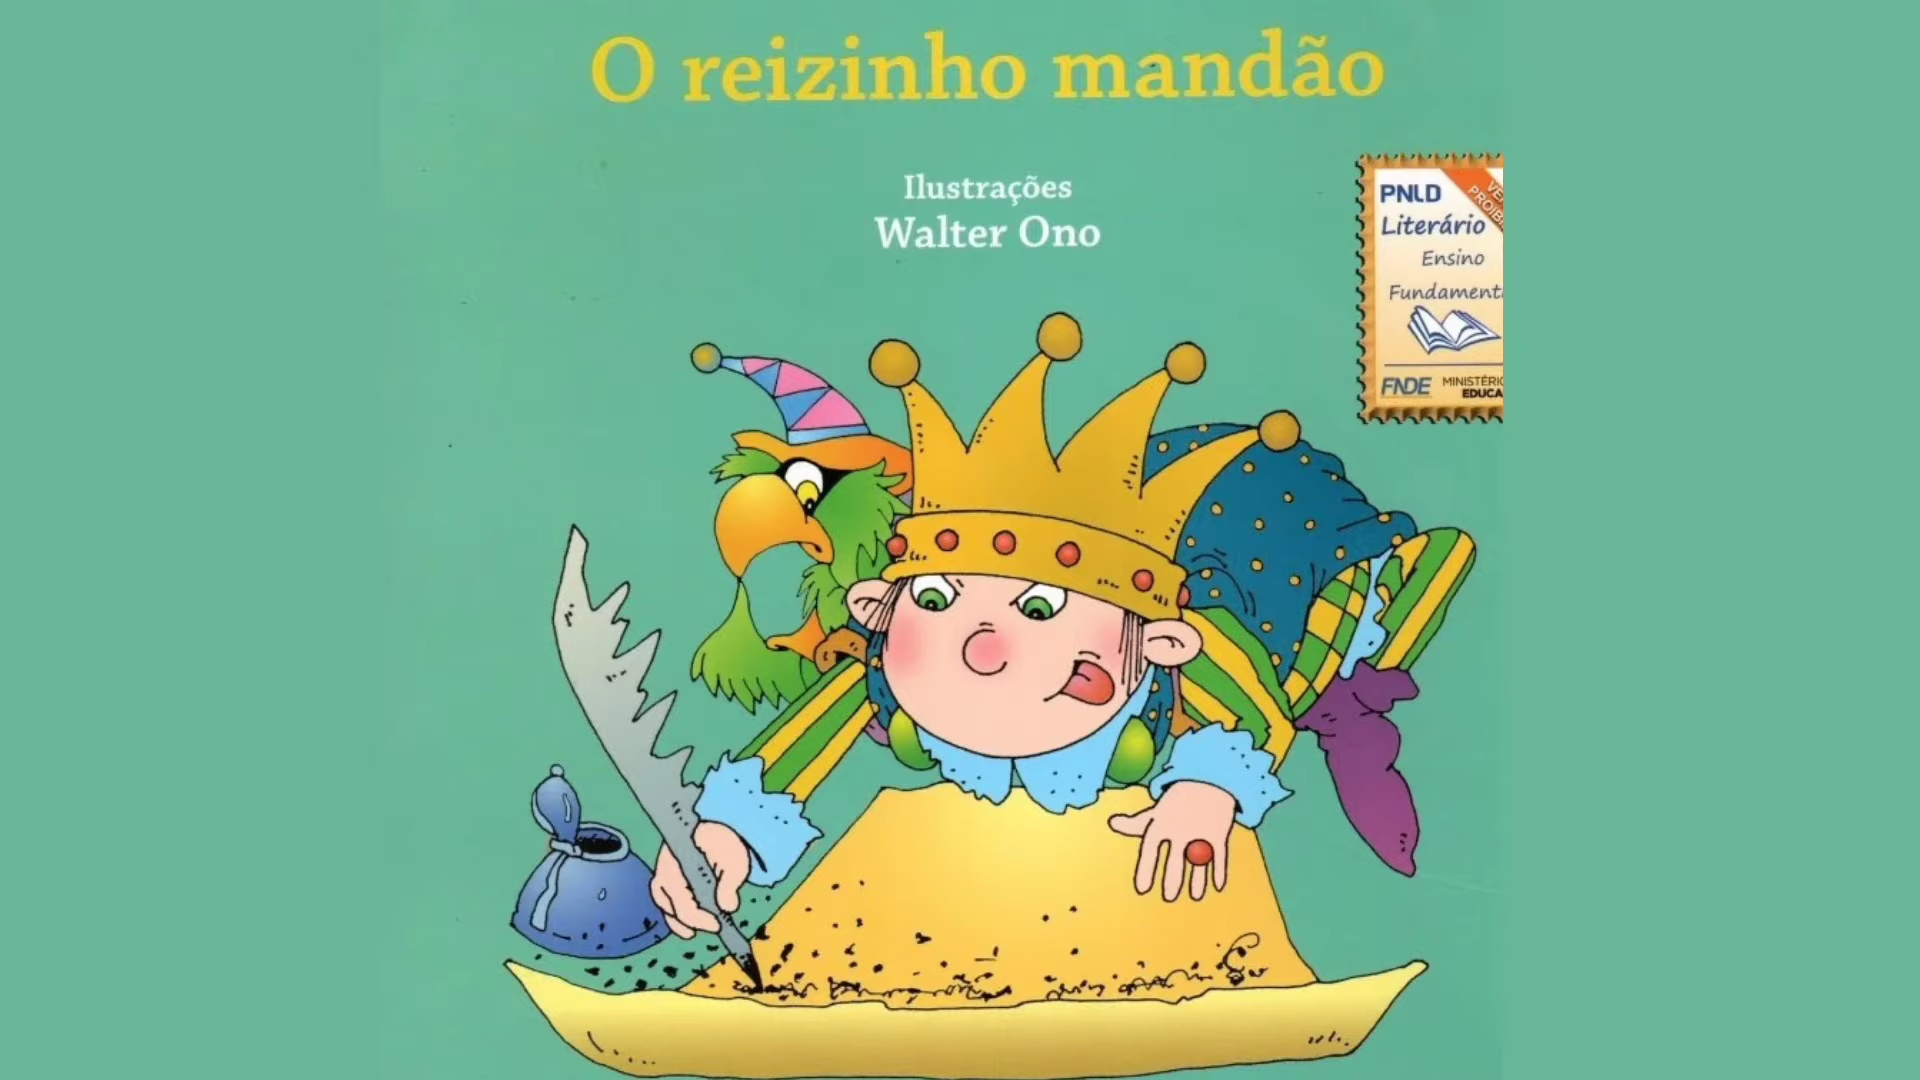 O reizinho mandão
Ilustrações
Walter Ono
PNLD
Literário
Ensino
FNDE